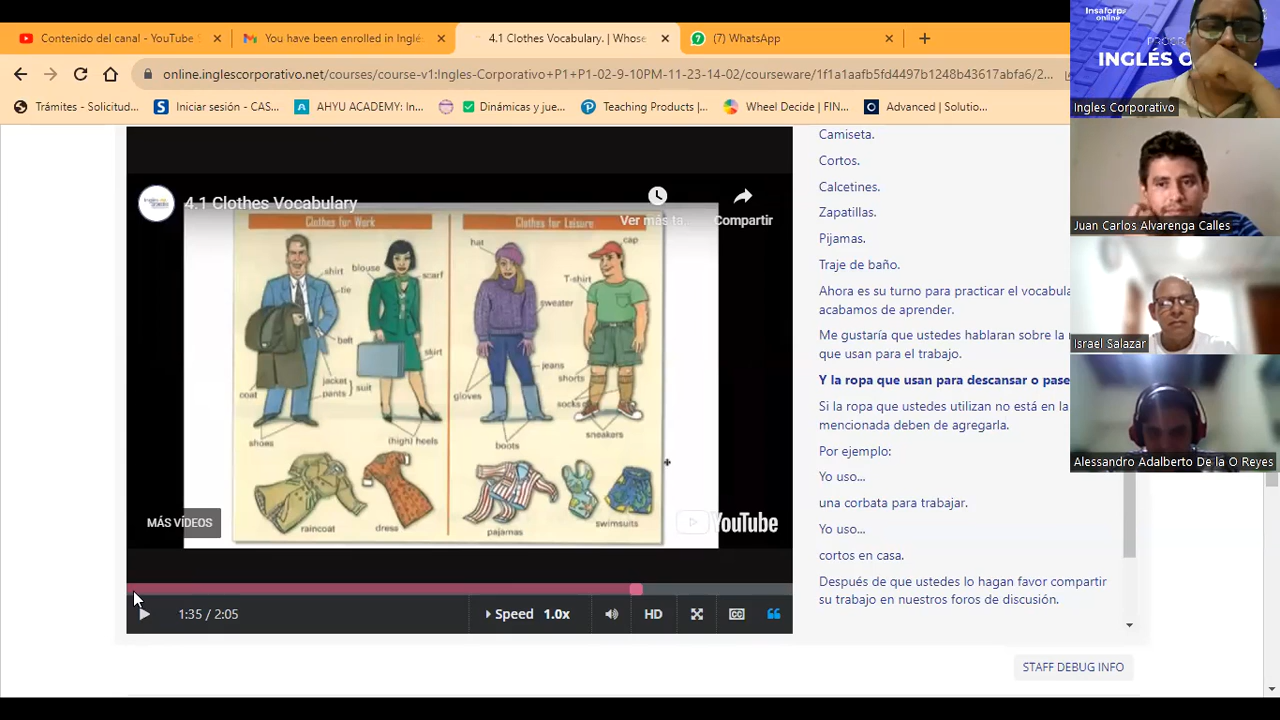 Contenido del canal - YouTube S
You have been enrolled in Inglé
4.1 Clothes Vocabulary. | Whose
(7) WhatsApp
online.inglescorporativo.net/courses/course-v1:Ingles-Corporativo+P1+P1-02-9-10PM-11-23-14-02/courseware/1f1a1aafb5fd4497b1248b43617abfa6/2...
Trámites - Solicitud...
Iniciar sesión - CAS...
AHYU ACADEMY: In...
Dinámicas y jue...
Teaching Products |...
Wheel Decide | FIN...
Advanced | Solutio...
4.1 Clothes Vocabulary
Ver más ta
Compartir
Clothes for Work
Clothes for Leisure
shirt
blouse
scarf
tie
belt
skirt
jacket
pants
suit
coat
shoes
(high) heels
raincoat
dress
hat
cap
T-shirt
sweater
jeans
shorts
gloves
socks
sneakers
boots
pajamas
swimsuits
MÁS VÍDEOS
YouTube
1:35 / 2:05
Speed 1.0x
HD
Camiseta.
Cortos.
Calcetines.
Zapatillas.
Pijamas.
Traje de baño.
Ahora es su turno para practicar el vocabula
acabamos de aprender.
Me gustaría que ustedes hablaran sobre la
que usan para el trabajo.
Y la ropa que usan para descansar o pase
Si la ropa que ustedes utilizan no está en la
mencionada deben de agregarla.
Por ejemplo:
Yo uso...
una corbata para trabajar.
Yo uso...
cortos en casa.
Después de que ustedes lo hagan favor compartir
su trabajo en nuestros foros de discusión.
STAFF DEBUG INFO
Insaforp
online
INGLÉS
Ingles Corporativo
Juan Carlos Alvarenga Calles
Israel Salazar
Alessandro Adalberto De la O Reyes